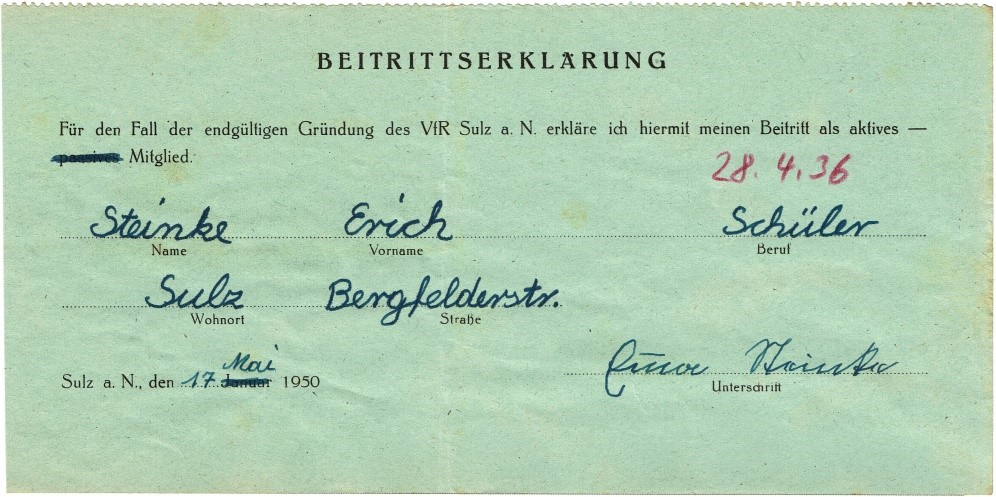 BEITRITTSERKLÄRUNG
Für den Fall der endgültigen Gründung des VfR Sulz a. N. erkläre ich hiermit meinen Beitritt als aktives —
passives Mitglied.
28. 4. 36
Steinke Erich Schüler
Name Vorname Beruf
Sulz Bergfelderstr.
Wohnort Straße
Mai
Sulz a. N., den 17. Januar 1950
Steinke
Unterschrift